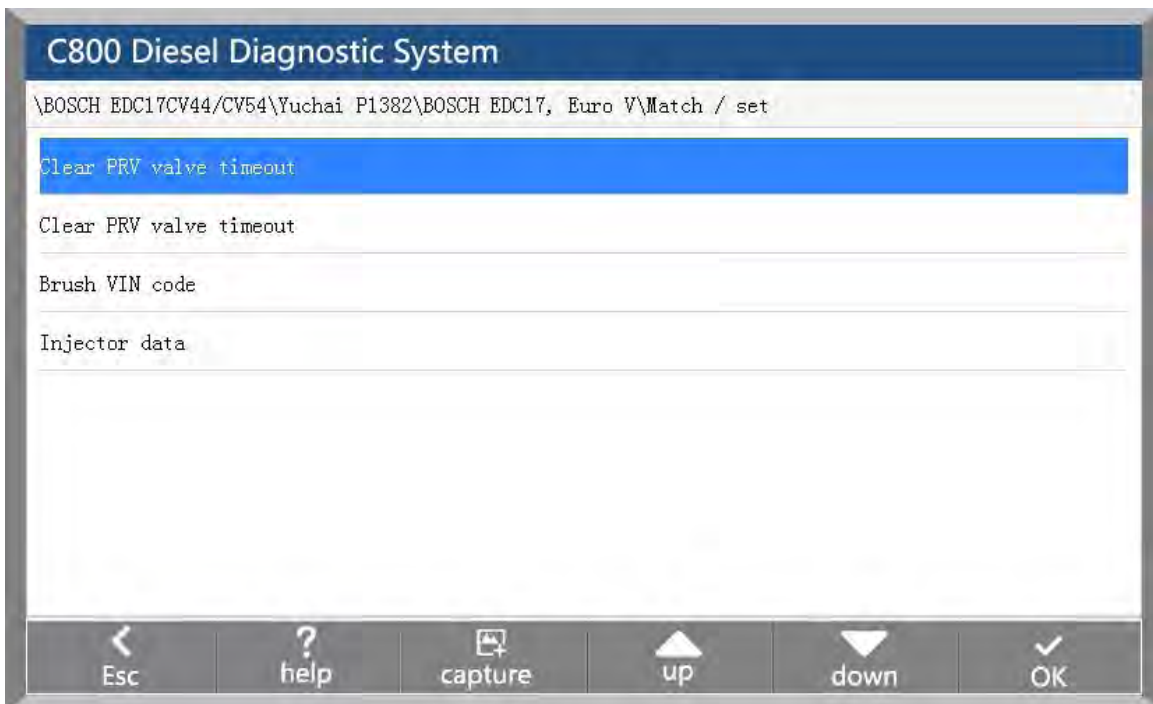 C800 Diesel Diagnostic System
\BOSCH EDC17CV44/CV54\Yuchai P1382\BOSCH EDC17, Euro V\Match / set
Clear PRV valve timeout
Clear PRV valve timeout
Brush VIN code
Injector data
Esc
?
help
capture
up
down
OK